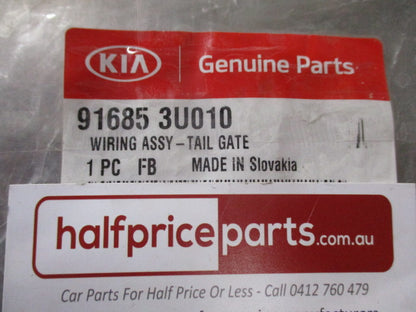 KIA Genuine Parts
91685 3U010
WIRING ASSY-TAIL GATE
1 PC FB MADE IN Slovakia
halfpriceparts.com.au
Car Parts For Half Price Or Less - Call 0412 760 479